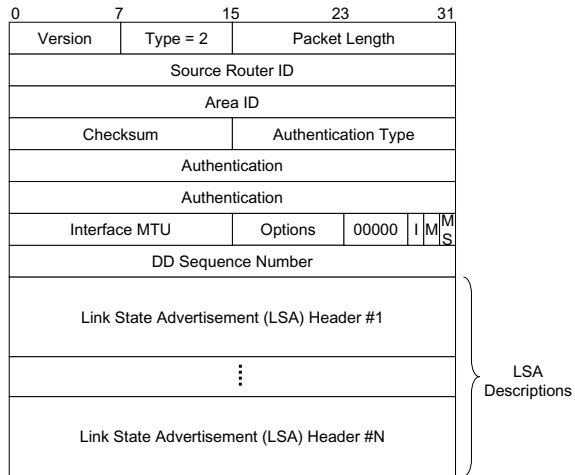 0 7 15 23 31
Version Type = 2 Packet Length
Source Router ID
Area ID
Checksum Authentication Type
Authentication
Authentication
Interface MTU Options 00000 I M MS
DD Sequence Number
Link State Advertisement (LSA) Header #1
Link State Advertisement (LSA) Header #N
LSA
Descriptions